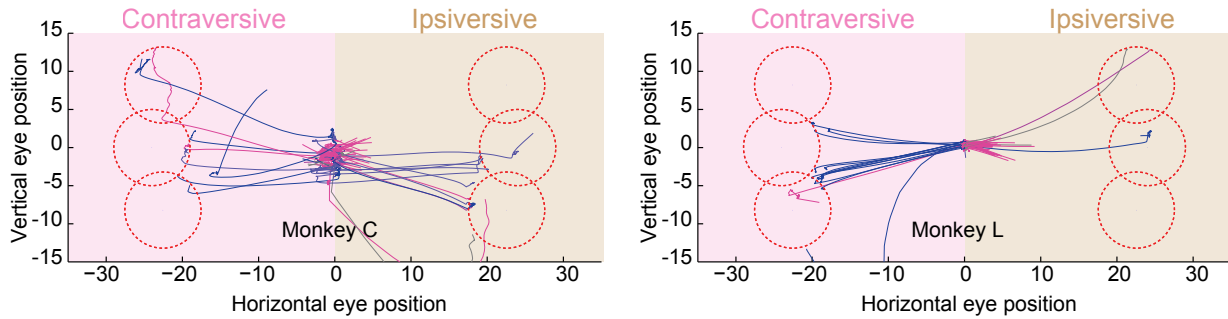 Contraversive Ipsiversive
15
10
5
0
-5
-10
-15
Vertical eye position
Monkey C
−30 −20 −10 0 10 20 30
Horizontal eye position
Contraversive Ipsiversive
15
10
5
0
-5
-10
-15
Vertical eye position
Monkey L
−30 −20 −10 0 10 20 30
Horizontal eye position